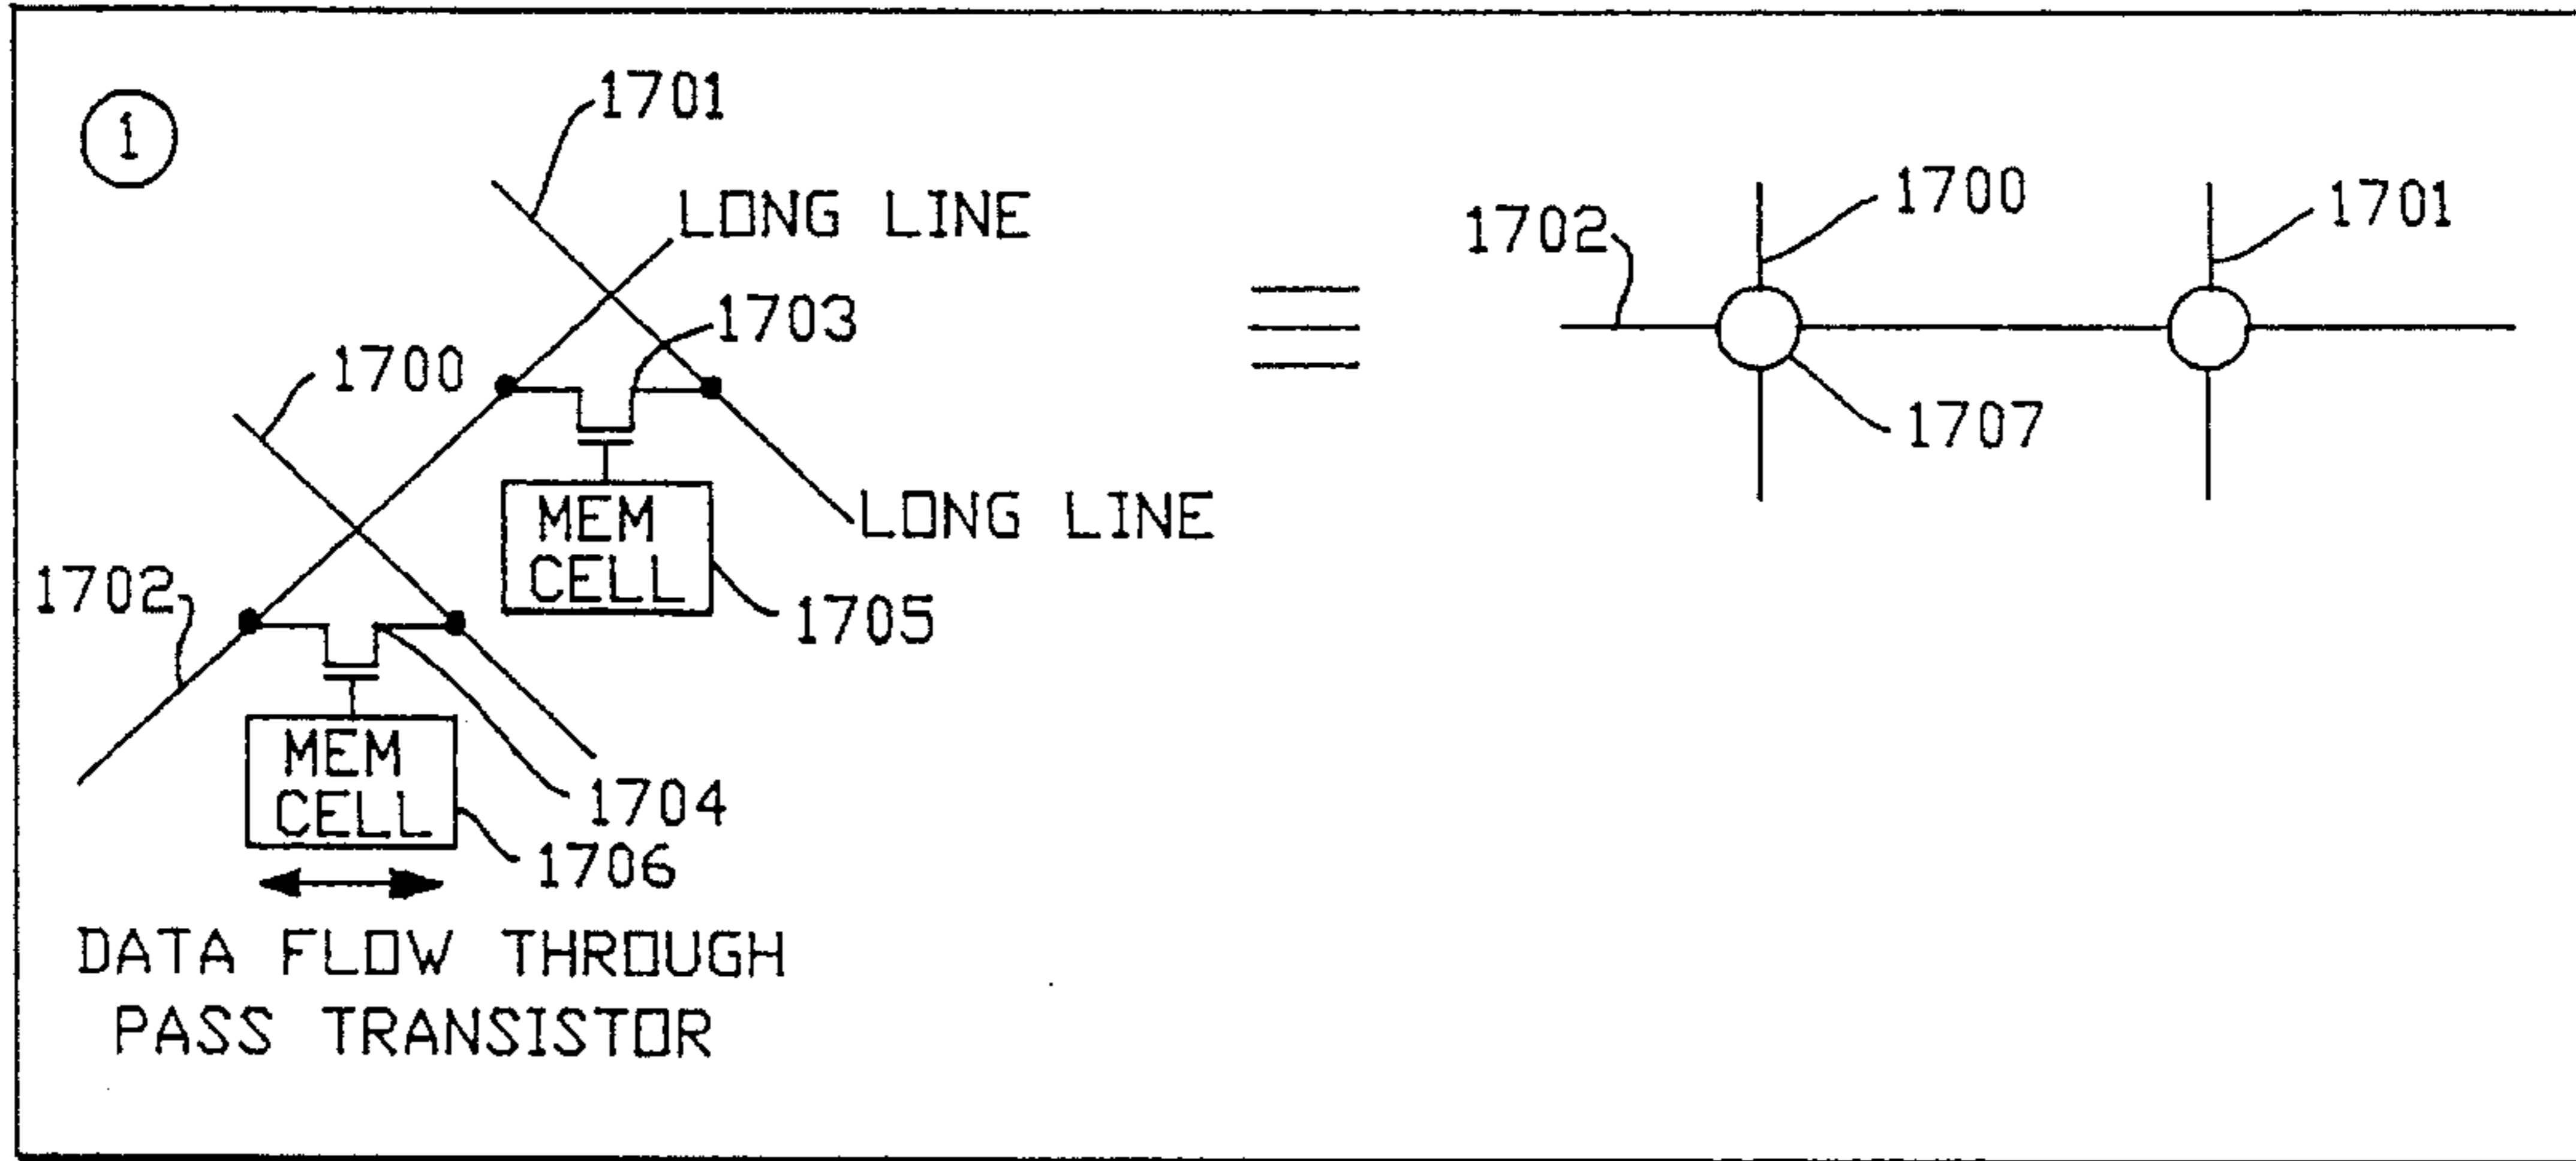 1
1701
LONG LINE
1703
1700
LONG LINE
MEM
CELL
1705
1702
MEM
CELL
1704
1706
DATA FLOW THROUGH
PASS TRANSISTOR
1702
1700
1701
1707